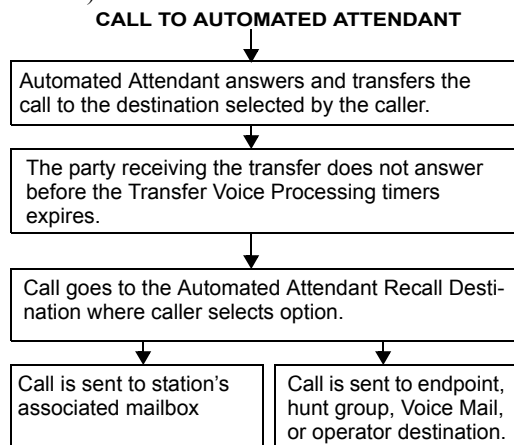 CALL TO AUTOMATED ATTENDANT
Automated Attendant answers and transfers the
call to the destination selected by the caller.
The party receiving the transfer does not answer
before the Transfer Voice Processing timers
expires.
Call goes to the Automated Attendant Recall Desti-
nation where caller selects option.
Call is sent to station’s
associated mailbox
Call is sent to endpoint,
hunt group, Voice Mail,
or operator destination.